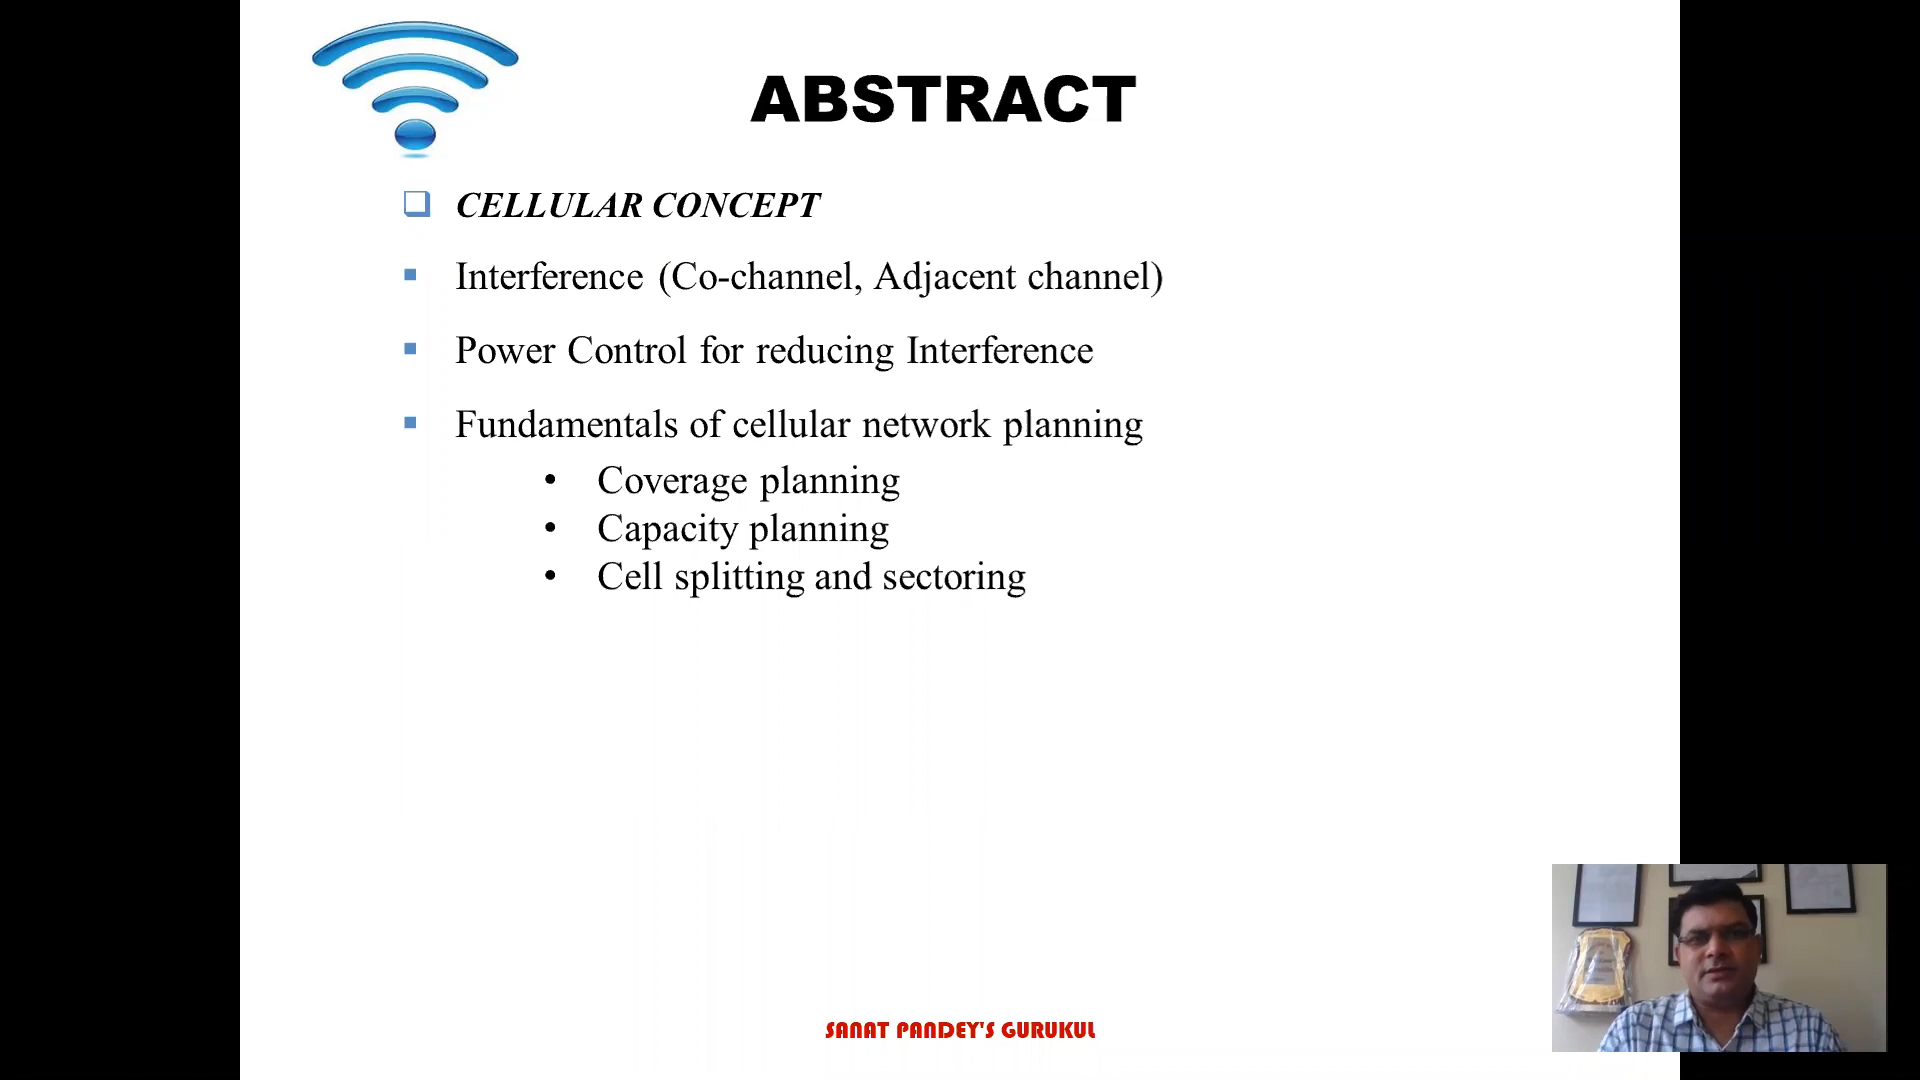 ABSTRACT
CELLULAR CONCEPT
Interference (Co-channel, Adjacent channel)
Power Control for reducing Interference
Fundamentals of cellular network planning
• Coverage planning
• Capacity planning
• Cell splitting and sectoring
SANAT PANDEY'S GURUKUL